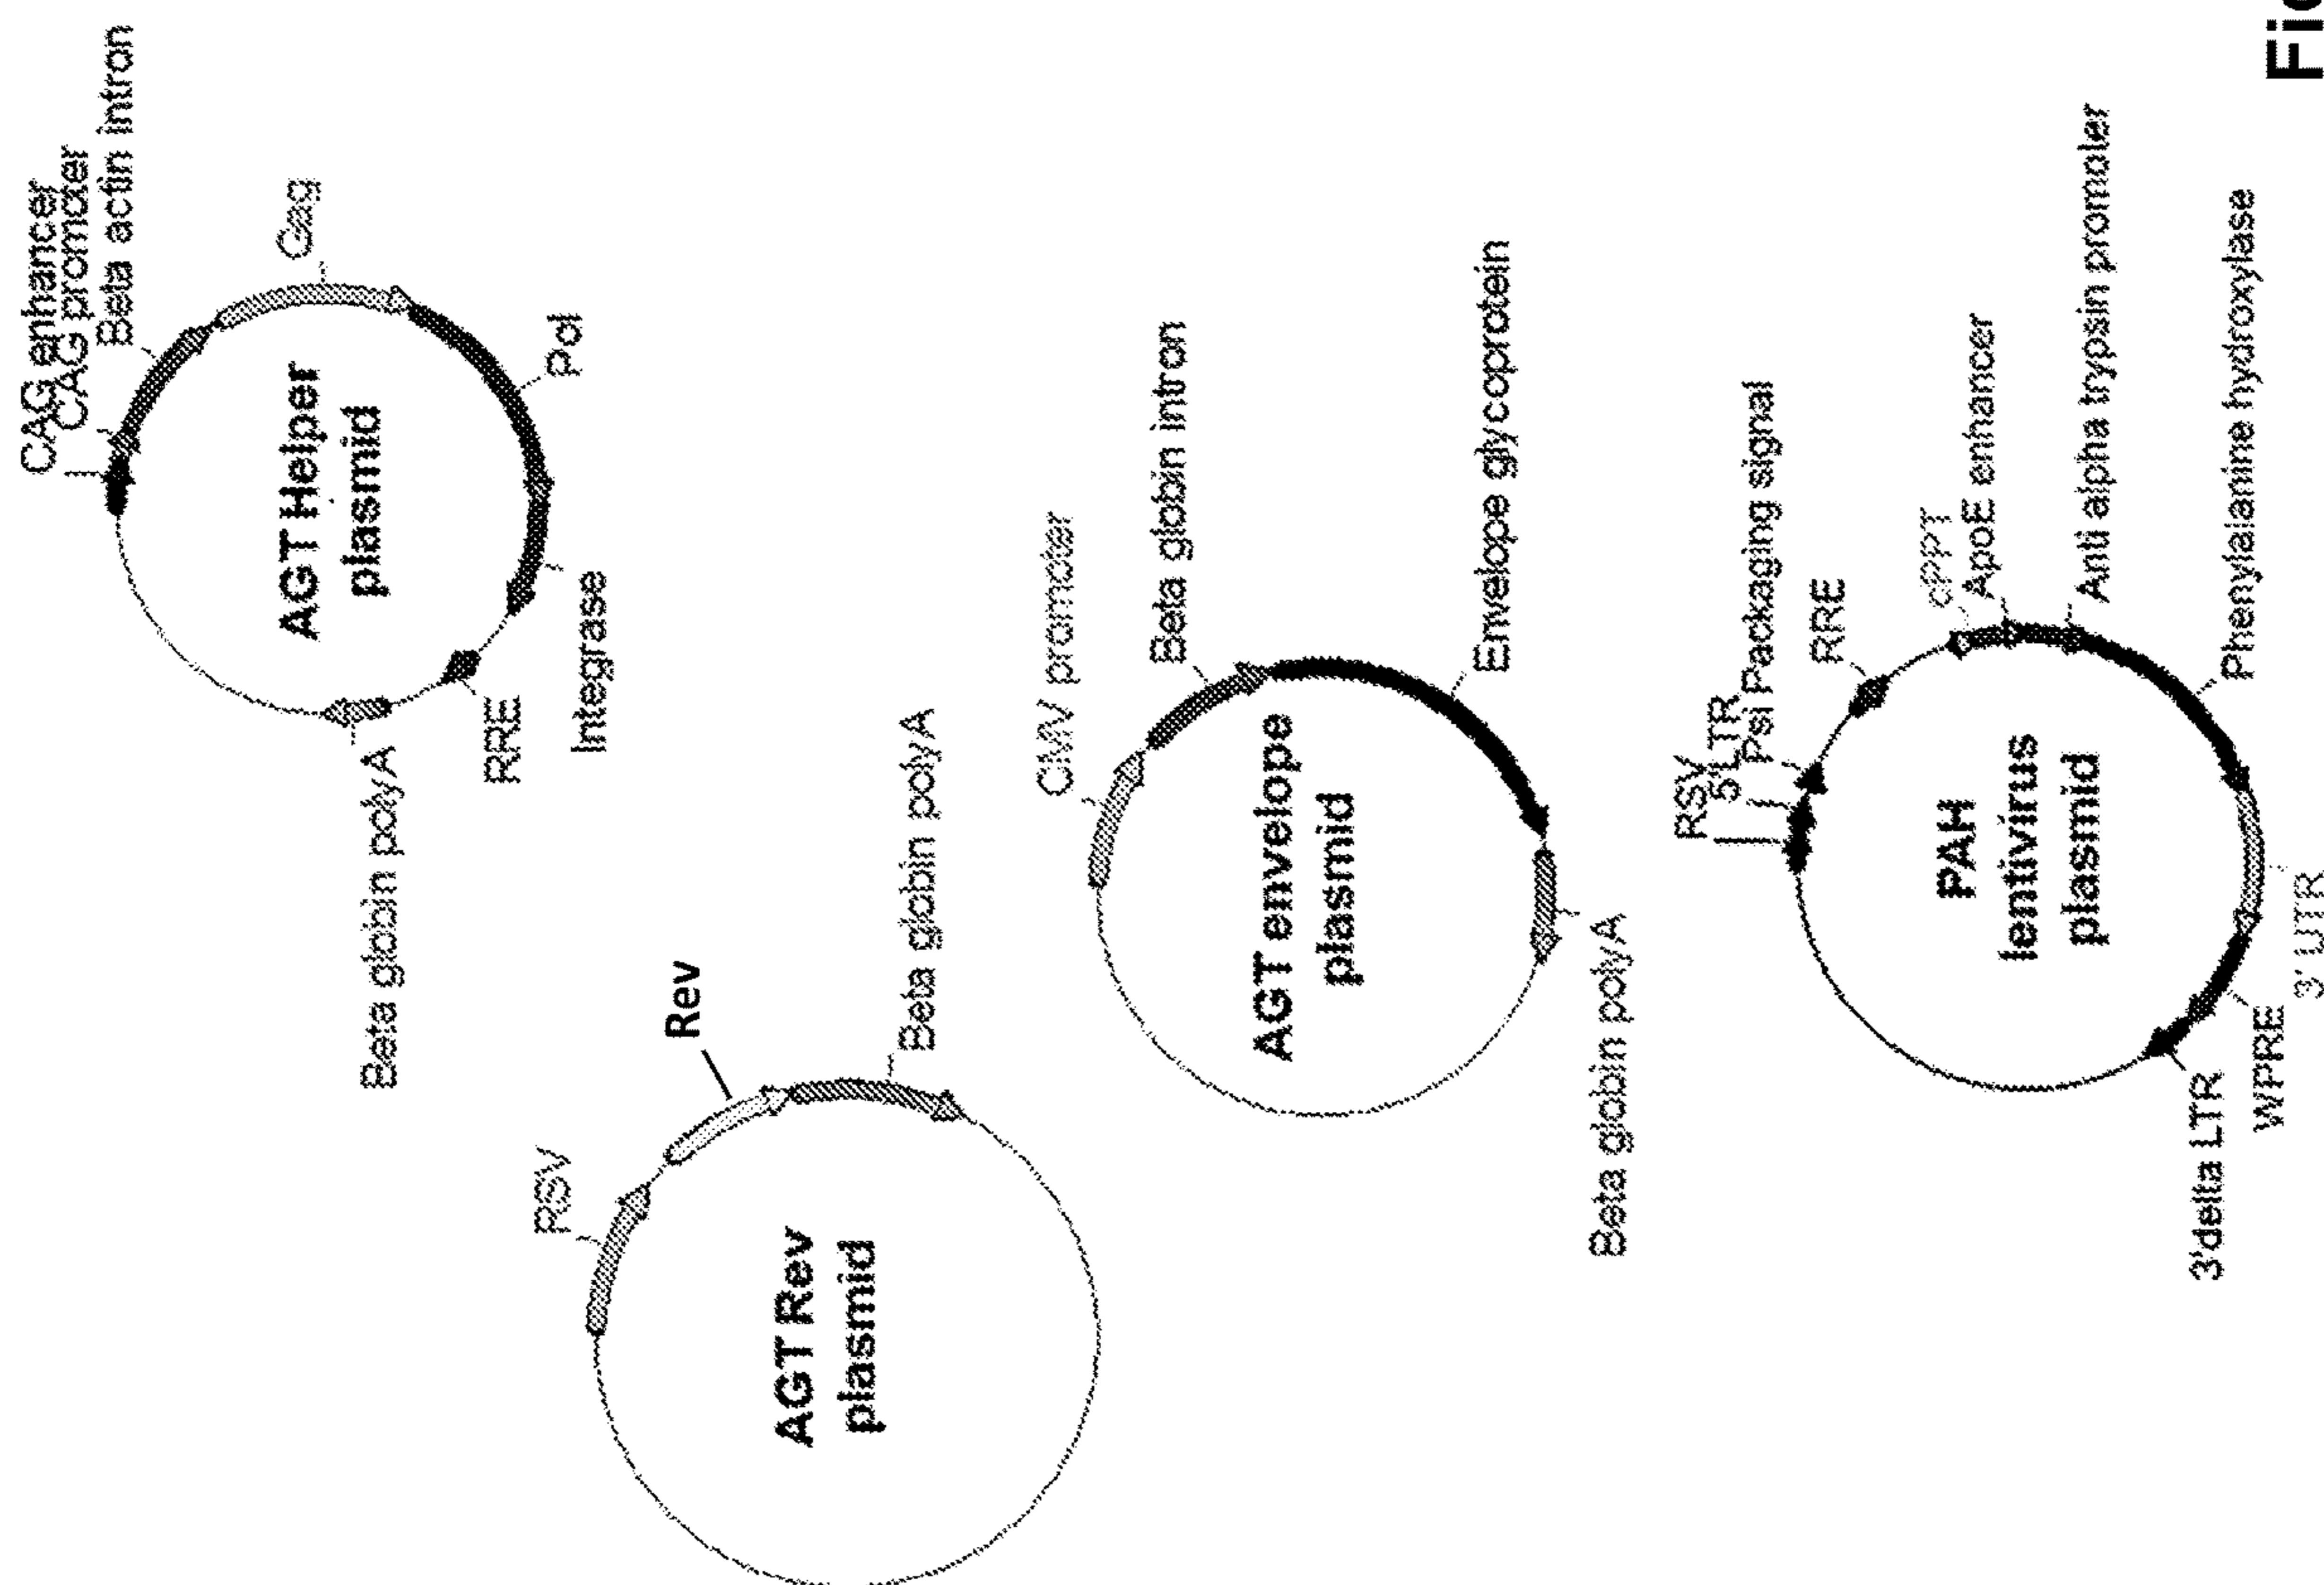 CAG enhancer
CAG promoter
Beta actin intron
Gag
Pol
Integrase
RRE
Beta globin polyA
AGT Helper
plasmid
RSV
Rev
Beta globin polyA
AGT Rev
plasmid
CMV promoter
Beta globin intron
Envelope glycoprotein
Beta globin polyA
AGT envelope
plasmid
RSV
5'LTR
Psi Packaging signal
RRE
cPPT
ApoE enhancer
Anti alpha trypsin promoter
Phenylalanine hydroxylase
3' UTR
WPRE
3'delta LTR
PAH
lentivirus
plasmid